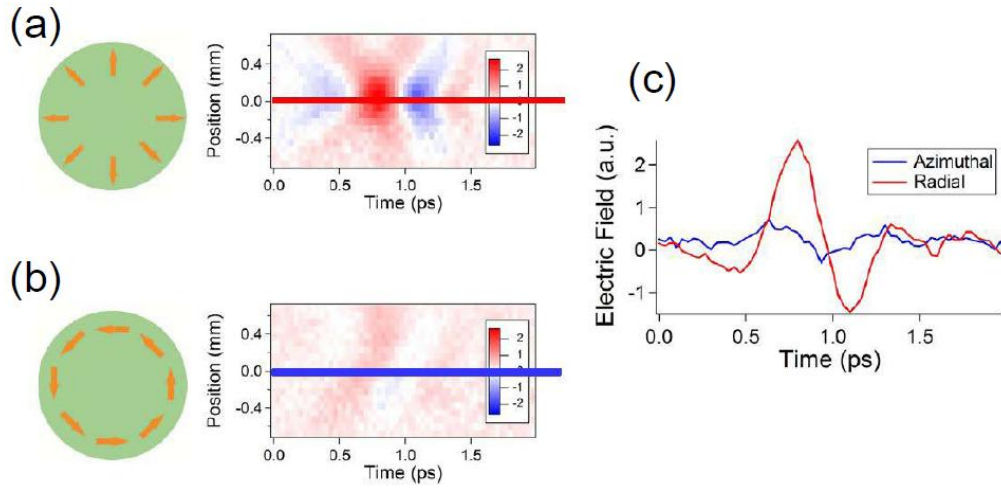 (a)
Position (mm)
0.4
0.0
-0.4
2
1
0
-1
-2
0.0 0.5 1.0 1.5
Time (ps)
(b)
Position (mm)
0.4
0.0
-0.4
2
1
0
-1
-2
0.0 0.5 1.0 1.5
Time (ps)
(c)
Electric Field (a.u.)
2
1
0
-1
Azimuthal
Radial
0.0 0.5 1.0 1.5
Time (ps)